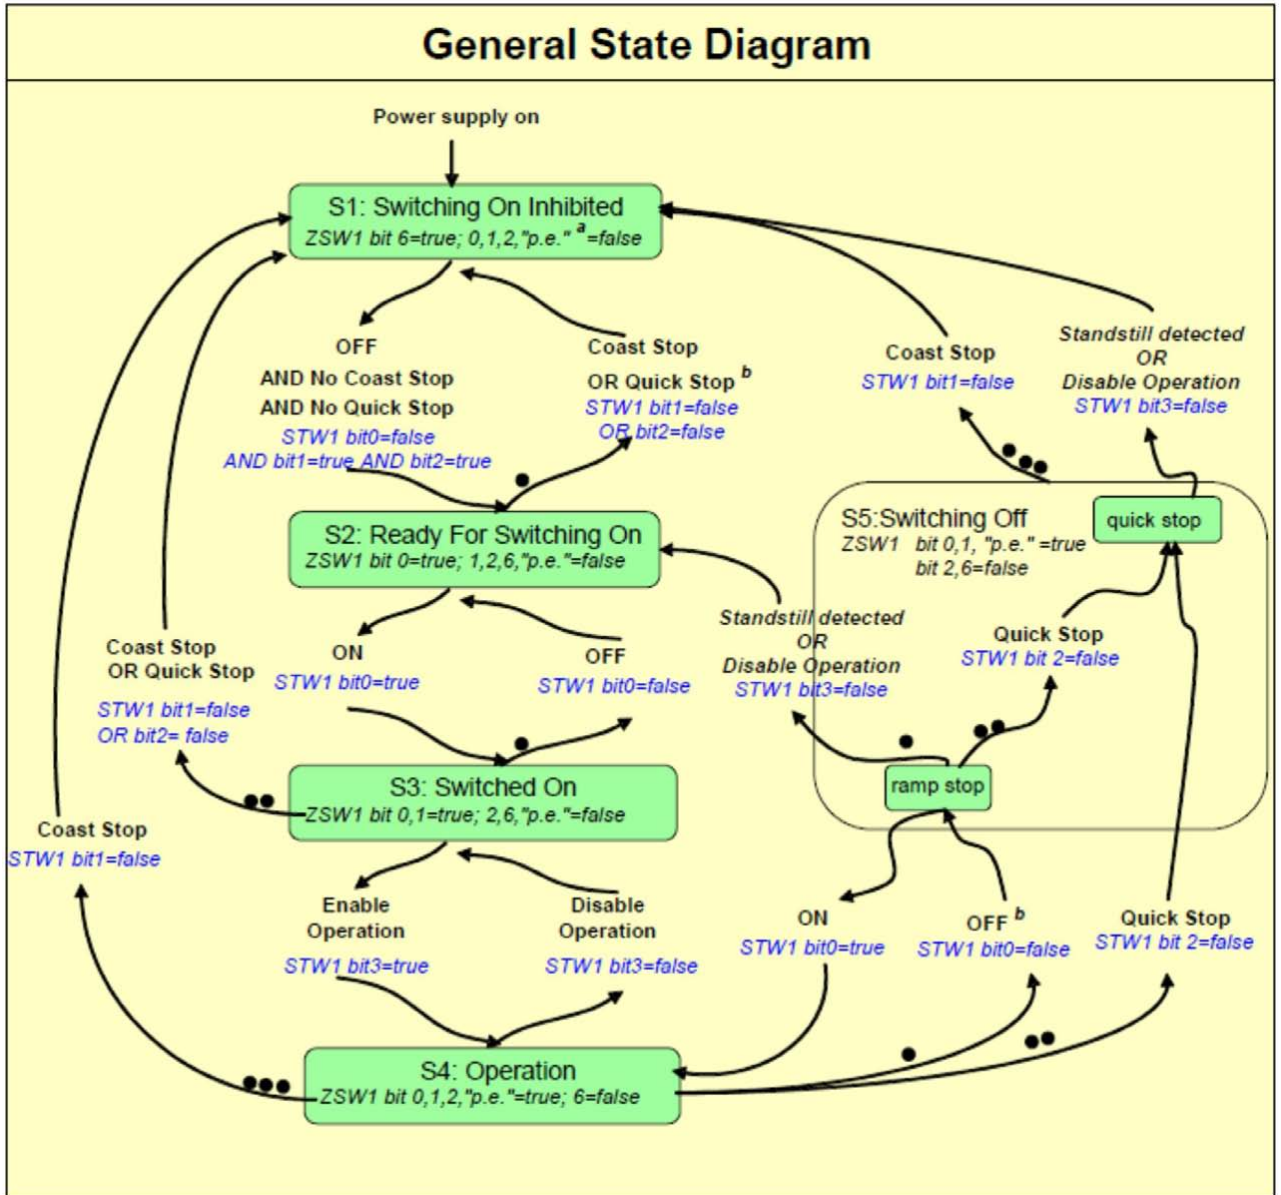 General State Diagram
Power supply on
S1: Switching On Inhibited
ZSW1 bit 6=true; 0,1,2,"p.e." a =false
OFF
AND No Coast Stop
AND No Quick Stop
STW1 bit0=false
AND bit1=true AND bit2=true
Coast Stop
OR Quick Stop b
STW1 bit1=false
OR bit2=false
Coast Stop
STW1 bit1=false
Standstill detected
OR
Disable Operation
STW1 bit3=false
S2: Ready For Switching On
ZSW1 bit 0=true; 1,2,6,"p.e."=false
S5:Switching Off
ZSW1 bit 0,1, "p.e." =true
bit 2,6=false
quick stop
Coast Stop
OR Quick Stop
STW1 bit1=false
OR bit2= false
ON
STW1 bit0=true
OFF
STW1 bit0=false
Standstill detected
OR
Disable Operation
STW1 bit3=false
Quick Stop
STW1 bit 2=false
S3: Switched On
ZSW1 bit 0,1=true; 2,6,"p.e."=false
ramp stop
Coast Stop
STW1 bit1=false
Enable
Operation
STW1 bit3=true
Disable
Operation
STW1 bit3=false
ON
STW1 bit0=true
OFF b
STW1 bit0=false
Quick Stop
STW1 bit 2=false
S4: Operation
ZSW1 bit 0,1,2,"p.e."=true; 6=false